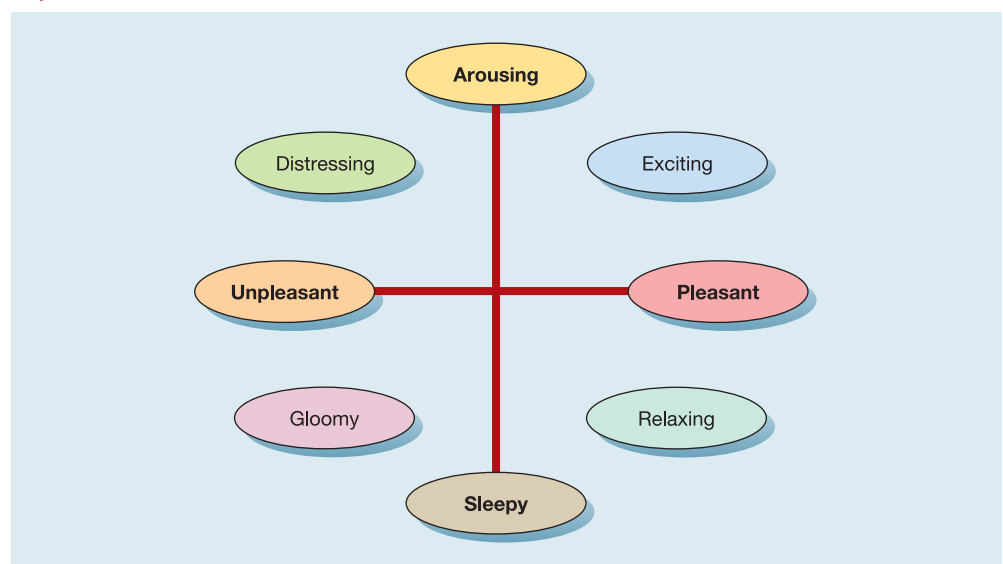 Arousing
Distressing
Exciting
Unpleasant
Pleasant
Gloomy
Relaxing
Sleepy